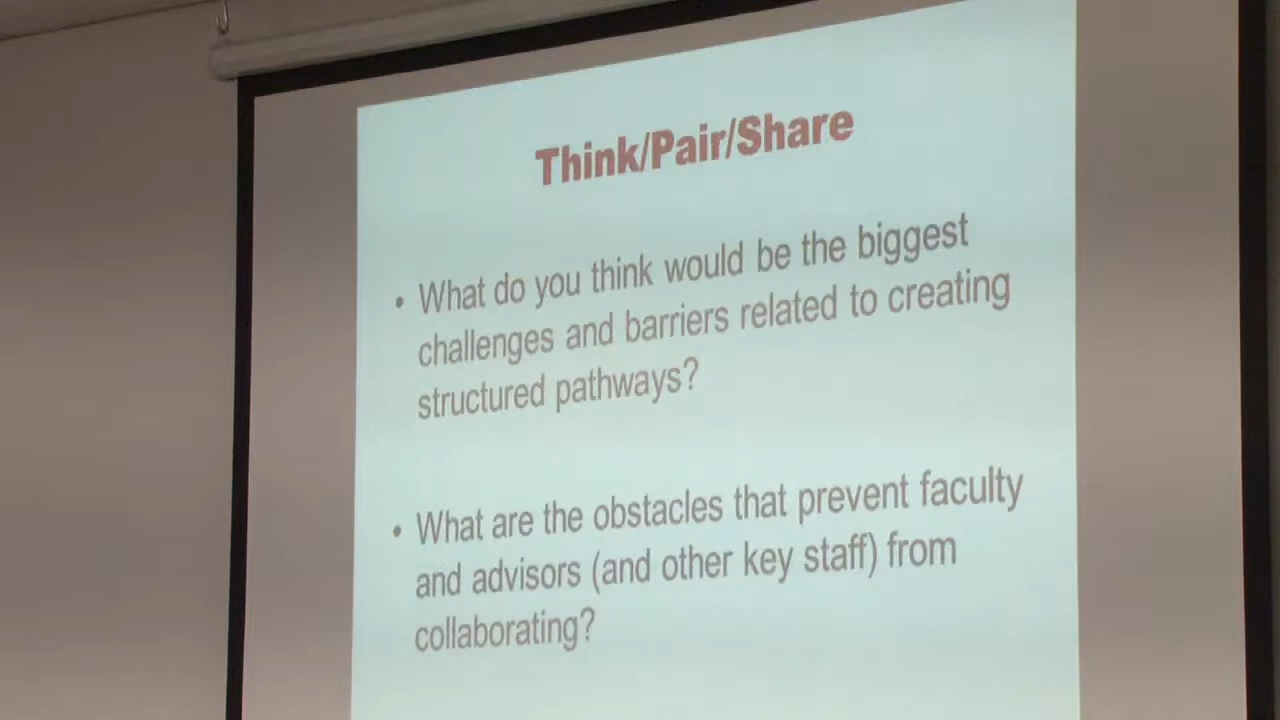 Think/Pair/Share
• What do you think would be the biggest
challenges and barriers related to creating
structured pathways?
• What are the obstacles that prevent faculty
and advisors (and other key staff) from
collaborating?